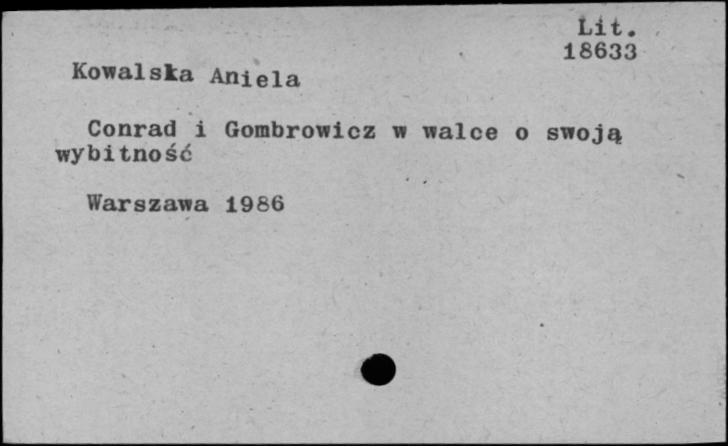 Lit.
18633
Kowalska Aniela
Conrad i Gombrowicz w walce o swoją
wybitność
Warszawa 1986